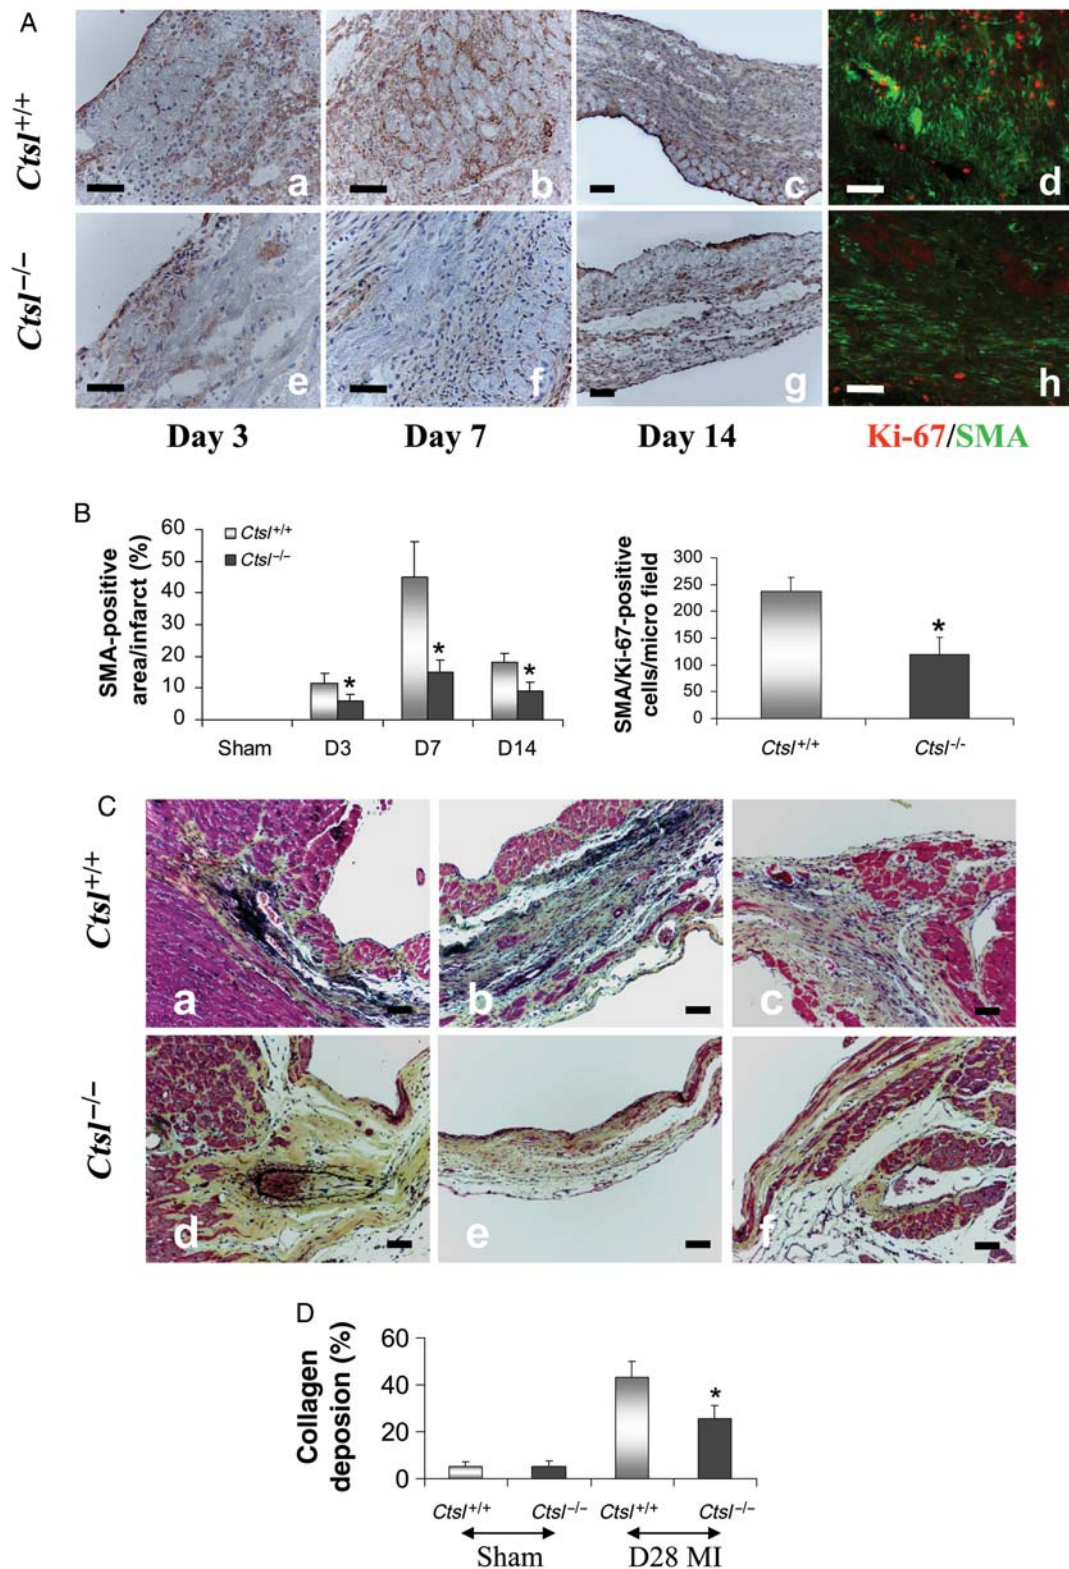 A
Ctsl+/+
a
b
c
d
Ctsl−/−
e
f
g
h
Day 3
Day 7
Day 14
Ki-67/SMA
B
SMA-positive
area/infarct (%)
60
50
40
30
20
10
0
Ctsl+/+
Ctsl−/−
*
*
*
Sham
D3
D7
D14
SMA/Ki-67-positive
cells/micro field
300
250
200
150
100
50
0
*
Ctsl+/+
Ctsl-/-
C
Ctsl+/+
a
b
c
Ctsl−/−
d
e
f
D
Collagen
deposion (%)
60
40
20
0
*
Ctsl+/+
Ctsl−/−
Ctsl+/+
Ctsl−/−
Sham
D28 MI